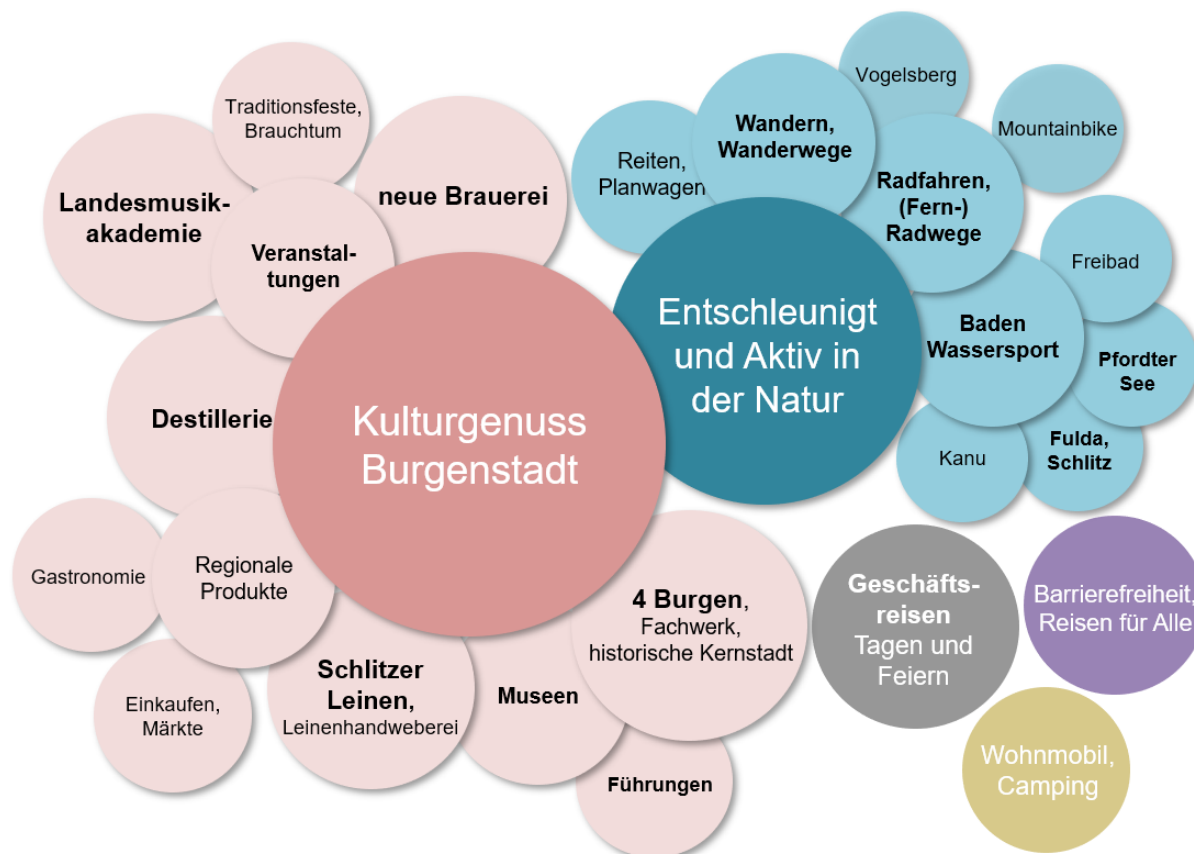 Traditionsfeste,
Brauchtum
Landesmusik-
akademie
neue Brauerei
Veranstal-
tungen
Destillerie
Kulturgenuss
Burgenstadt
Gastronomie
Regionale
Produkte
Einkaufen,
Märkte
Schlitzer
Leinen,
Leinenhandweberei
Museen
4 Burgen,
Fachwerk,
historische Kernstadt
Führungen
Vogelsberg
Wandern,
Wanderwege
Mountainbike
Reiten,
Planwagen
Radfahren,
(Fern-)
Radwege
Entschleunigt
und Aktiv in
der Natur
Freibad
Baden
Wassersport
Pfordter
See
Kanu
Fulda,
Schlitz
Geschäfts-
reisen
Tagen und
Feiern
Barrierefreiheit,
Reisen für Alle
Wohnmobil,
Camping